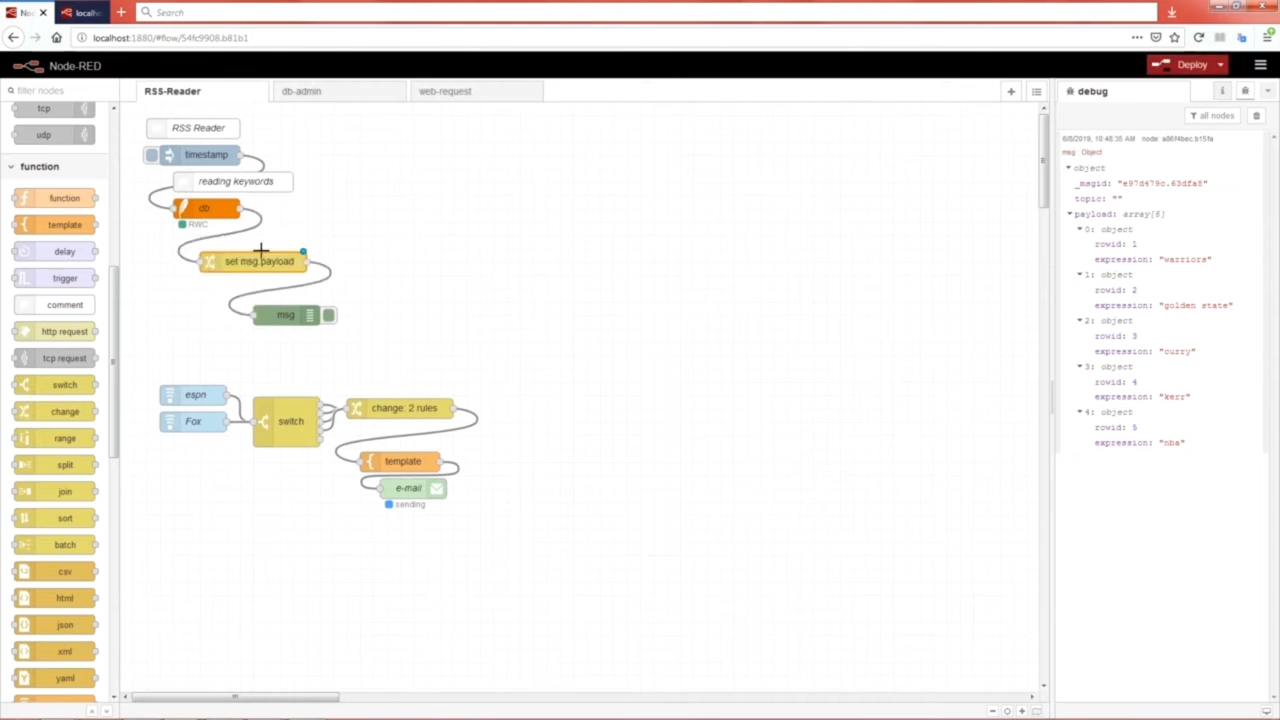 No
localh
Search
localhost:1880/#flow/54fc9908.b81b1
Node-RED
Deploy
filter nodes
tcp
udp
function
function
template
delay
trigger
comment
http request
tcp request
switch
change
range
split
join
sort
batch
csv
html
json
xml
yaml
RSS-Reader
db-admin
web-request
RSS Reader
timestamp
reading keywords
db
RWC
set msg.payload
msg
espn
Fox
switch
change: 2 rules
template
e-mail
sending
debug
i
all nodes
6/8/2019, 10:48:35 AM node: a86f4bec.b15fa
msg : Object
object
_msgid: "e97d479c.63dfa8"
topic: ""
payload: array[5]
0: object
rowid: 1
expression: "warriors"
1: object
rowid: 2
expression: "golden state"
2: object
rowid: 3
expression: "curry"
3: object
rowid: 4
expression: "kerr"
4: object
rowid: 5
expression: "nba"